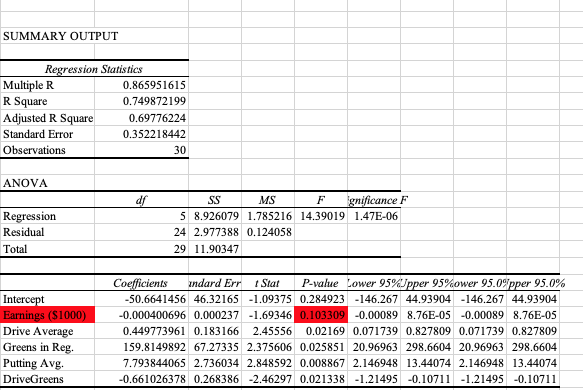 SUMMARY OUTPUT
Regression Statistics
Multiple R 0.865951615
R Square 0.749872199
Adjusted R Square 0.69776224
Standard Error 0.352218442
Observations 30
ANOVA
df SS MS F ignificance F
Regression 5 8.926079 1.785216 14.39019 1.47E-06
Residual 24 2.977388 0.124058
Total 29 11.90347
Coefficients andard Err t Stat P-value Lower 95% Upper 95% ower 95.0% pper 95.0%
Intercept -50.6641456 46.32165 -1.09375 0.284923 -146.267 44.93904 -146.267 44.93904
Earnings ($1000) -0.000400696 0.000237 -1.69346 0.103309 -0.00089 8.76E-05 -0.00089 8.76E-05
Drive Average 0.449773961 0.183166 2.45556 0.02169 0.071739 0.827809 0.071739 0.827809
Greens in Reg. 159.8149892 67.27335 2.375606 0.025851 20.96963 298.6604 20.96963 298.6604
Putting Avg. 7.793844065 2.736034 2.848592 0.008867 2.146948 13.44074 2.146948 13.44074
DriveGreens -0.661026378 0.268386 -2.46297 0.021338 -1.21495 -0.10711 -1.21495 -0.10711